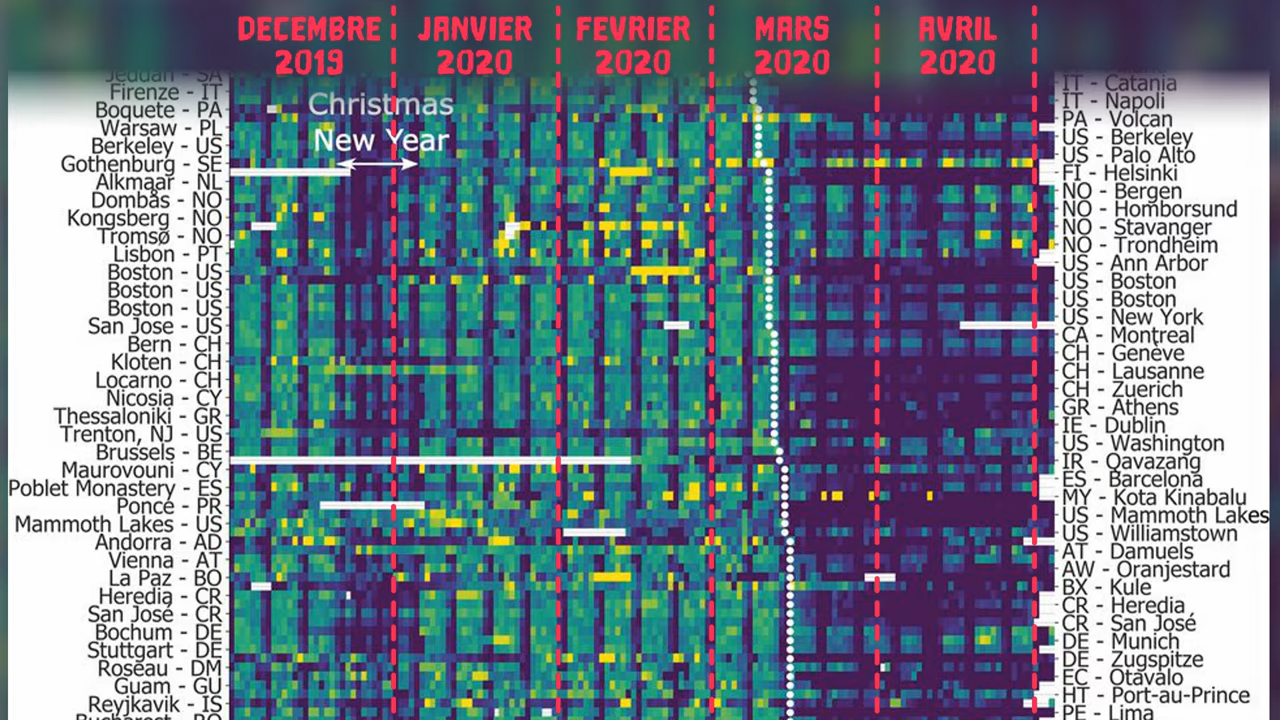 DECEMBRE
2019
JANVIER
2020
FEVRIER
2020
MARS
2020
AVRIL
2020
Christmas
New Year
Jeddah - SA
Firenze - IT
Boquete - PA
Warsaw - PL
Berkeley - US
Gothenburg - SE
Alkmaar - NL
Dombås - NO
Kongsberg - NO
Tromsø - NO
Lisbon - PT
Boston - US
Boston - US
Boston - US
San Jose - US
Bern - CH
Kloten - CH
Locarno - CH
Nicosia - CY
Thessaloniki - GR
Trenton, NJ - US
Brussels - BE
Maurovouni - CY
Poblet Monastery - ES
Ponce - PR
Mammoth Lakes - US
Andorra - AD
Vienna - AT
La Paz - BO
Heredia - CR
San José - CR
Bochum - DE
Stuttgart - DE
Roseau - DM
Guam - GU
Reyjkavik - IS
Bucharest - RO
IT - Catania
IT - Napoli
PA - Volcan
US - Berkeley
US - Palo Alto
FI - Helsinki
NO - Bergen
NO - Homborsund
NO - Stavanger
NO - Trondheim
US - Ann Arbor
US - Boston
US - Boston
US - New York
CA - Montreal
CH - Genève
CH - Lausanne
CH - Zuerich
GR - Athens
IE - Dublin
US - Washington
IR - Qavazang
ES - Barcelona
MY - Kota Kinabalu
US - Mammoth Lakes
US - Williamstown
AT - Damuels
AW - Oranjestard
BX - Kule
CR - Heredia
CR - San José
DE - Munich
DE - Zugspitze
EC - Otavalo
HT - Port-au-Prince
PE - Lima